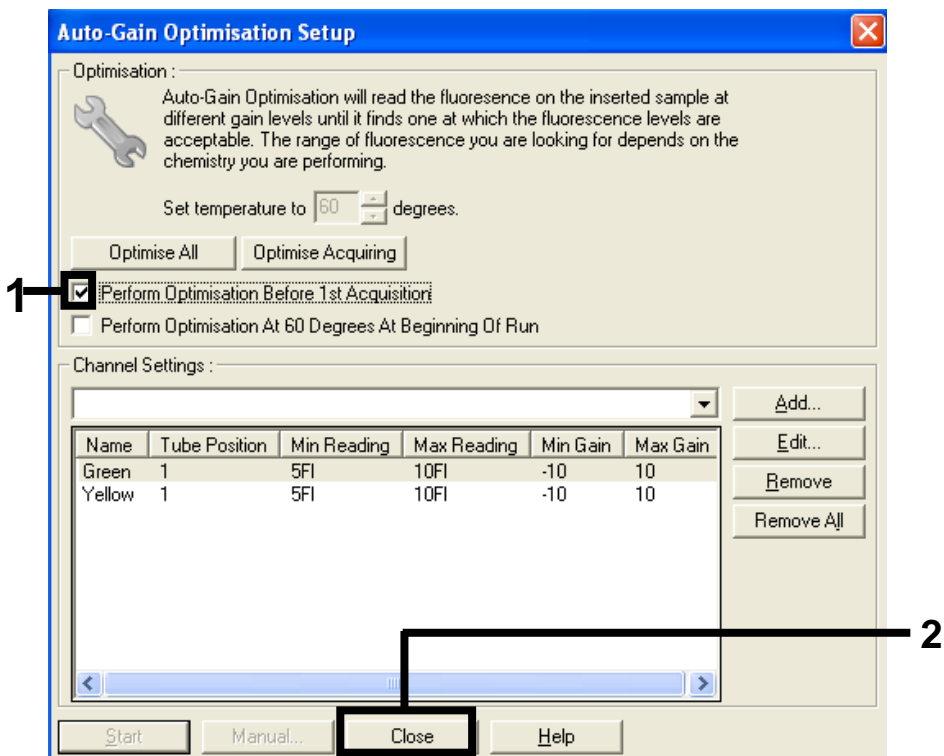 Auto-Gain Optimisation Setup
Optimisation :
Auto-Gain Optimisation will read the fluoresence on the inserted sample at
different gain levels until it finds one at which the fluorescence levels are
acceptable. The range of fluorescence you are looking for depends on the
chemistry you are performing.
Set temperature to 60 degrees.
Optimise All Optimise Acquiring
1 Perform Optimisation Before 1st Acquisition
Perform Optimisation At 60 Degrees At Beginning Of Run
Channel Settings :
Add...
Name Tube Position Min Reading Max Reading Min Gain Max Gain Edit...
Green 1 5Fl 10Fl -10 10
Yellow 1 5Fl 10Fl -10 10
Remove
Remove All
2
Start Manual... Close Help